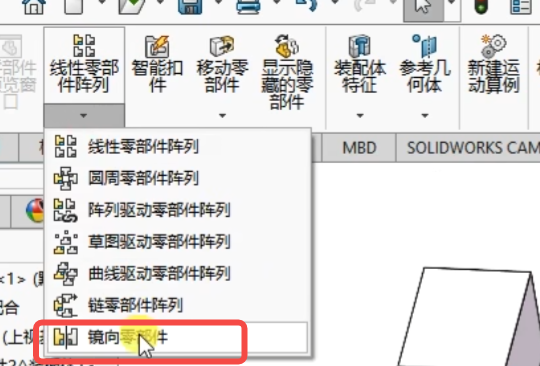 线性零部
件阵列
智能扣
件
移动零
部件
显示隐
藏的零
部件
装配体
特征
参考几
何体
新建运
动算例
MBD
SOLIDWORKS CAM
线性零部件阵列
圆周零部件阵列
阵列驱动零部件阵列
草图驱动零部件阵列
曲线驱动零部件阵列
链零部件阵列
镜向零部件
<1>
配合
(上视